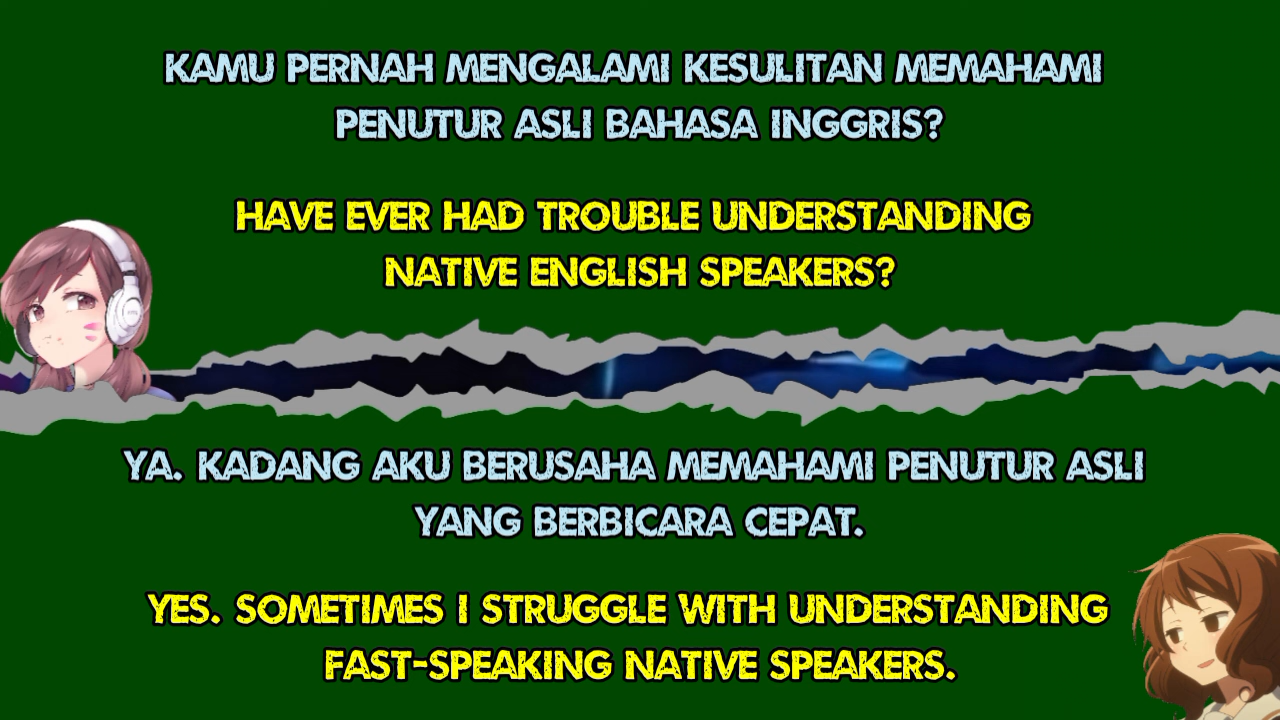 KAMU PERNAH MENGALAMI KESULITAN MEMAHAMI
PENUTUR ASLI BAHASA INGGRIS?
HAVE EVER HAD TROUBLE UNDERSTANDING
NATIVE ENGLISH SPEAKERS?
YA. KADANG AKU BERUSAHA MEMAHAMI PENUTUR ASLI
YANG BERBICARA CEPAT.
YES. SOMETIMES I STRUGGLE WITH UNDERSTANDING
FAST-SPEAKING NATIVE SPEAKERS.